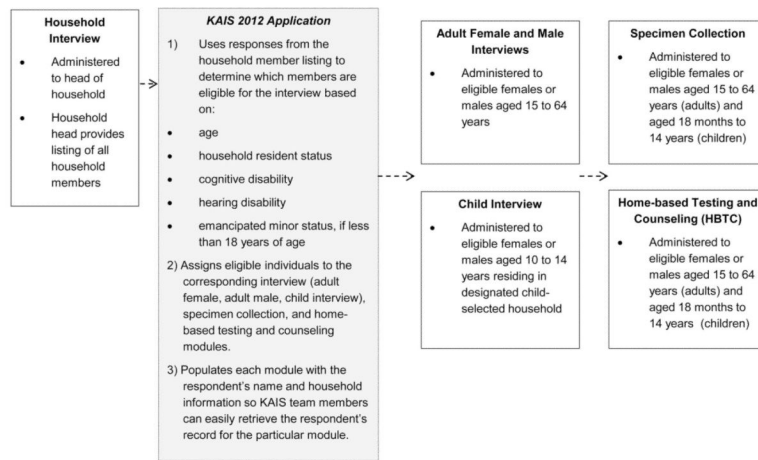 Household
Interview
• Administered
to head of
household
• Household
head provides
listing of all
household
members
KAIS 2012 Application
1) Uses responses from the
household member listing to
determine which members are
eligible for the interview based
on:
• age
• household resident status
• cognitive disability
• hearing disability
• emancipated minor status, if less
than 18 years of age
2) Assigns eligible individuals to the
corresponding interview (adult
female, adult male, child interview),
specimen collection, and home-
based testing and counseling
modules.
3) Populates each module with the
respondent's name and household
information so KAIS team members
can easily retrieve the respondent's
record for the particular module.
Adult Female and Male
Interviews
• Administered to
eligible females or
males aged 15 to 64
years
Child Interview
• Administered to
eligible females or
males aged 10 to 14
years residing in
designated child-
selected household
Specimen Collection
• Administered to
eligible females or
males aged 15 to 64
years (adults) and
aged 18 months to
14 years (children)
Home-based Testing and
Counseling (HBTC)
• Administered to
eligible females or
males aged 15 to 64
years (adults) and
aged 18 months to
14 years (children)